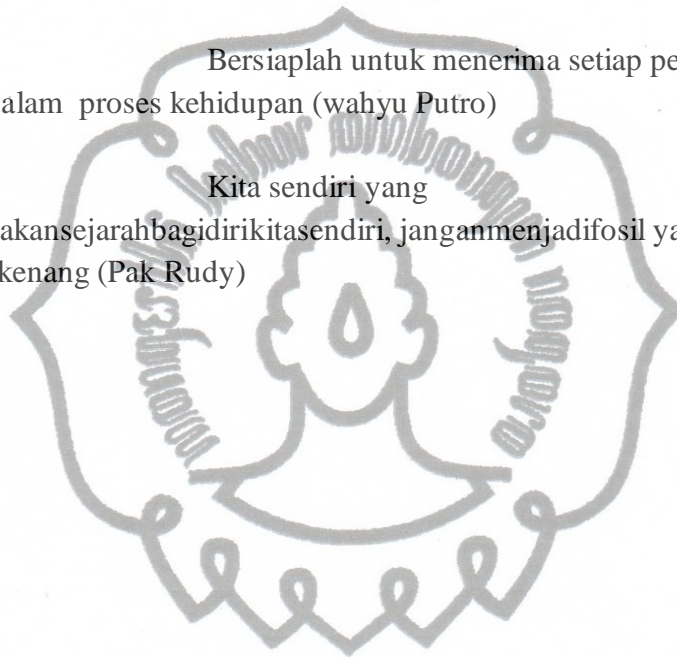 Bersiaplah untuk menerima setiap pe
alam proses kehidupan (wahyu Putro)
Kita sendiri yang
akansejarahbagidirikitasendiri, janganmenjadifosil ya
kenang (Pak Rudy)